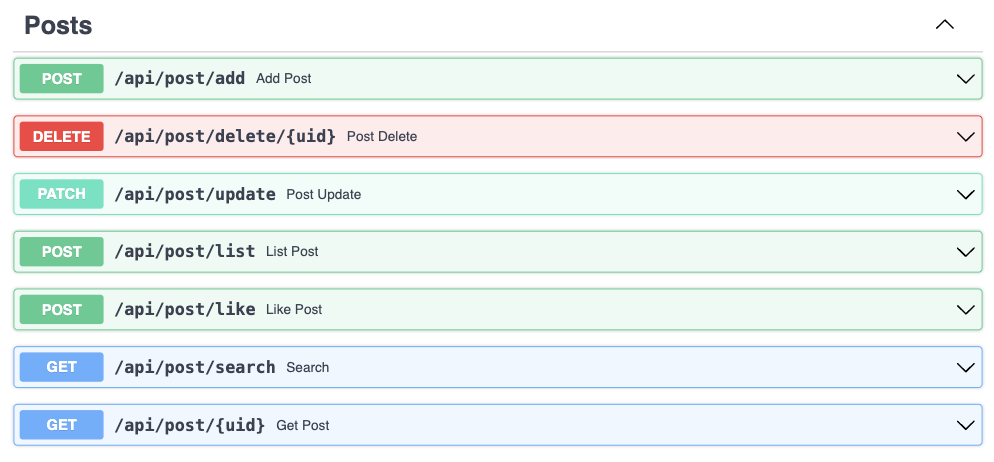 Posts
POST /api/post/add Add Post
DELETE /api/post/delete/{uid} Post Delete
PATCH /api/post/update Post Update
POST /api/post/list List Post
POST /api/post/like Like Post
GET /api/post/search Search
GET /api/post/{uid} Get Post